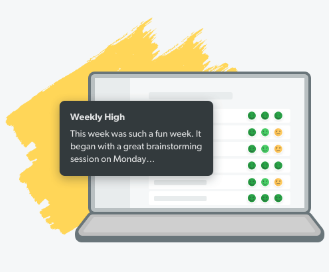 Weekly High
This week was such a fun week. It
began with a great brainstorming
session on Monday...